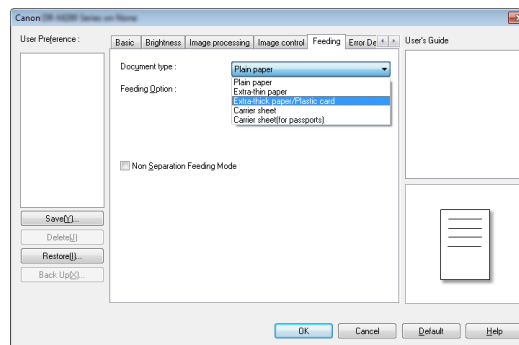 Canon
User Preference :
Basic Brightness Image processing Image control Feeding Error De
User's Guide
Document type :
Plain paper
Plain paper
Extra-thin paper
Extra-thick paper/Plastic card
Carrier sheet
Carrier sheet(for passports)
Feeding Option :
Non Separation Feeding Mode
Save[Y]...
Delete[J]
Restore[I]...
Back Up[X]...
OK Cancel Default Help